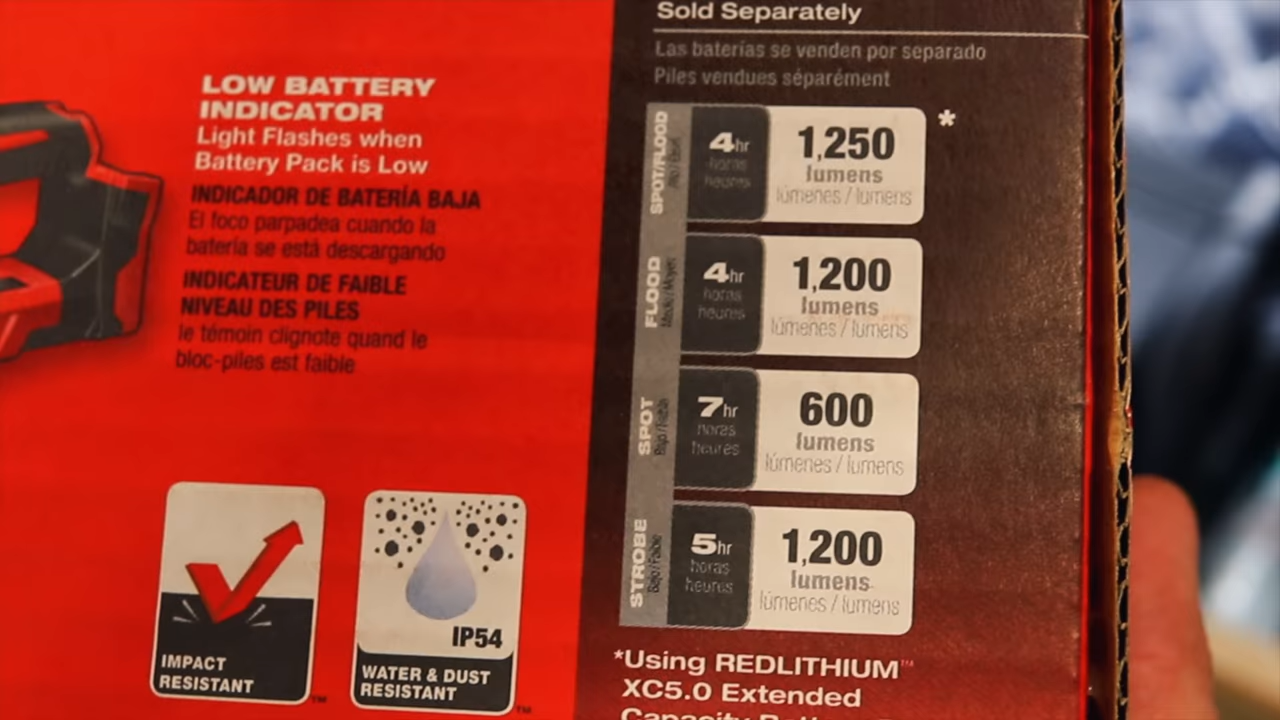 LOW BATTERY
INDICATOR
Light Flashes when
Battery Pack is Low
INDICADOR DE BATERÍA BAJA
El foco parpadea cuando la
batería se está descargando
INDICATEUR DE FAIBLE
NIVEAU DES PILES
le témoin clignote quand le
bloc-piles est faible
IMPACT
RESISTANT™
IP54
WATER & DUST
RESISTANT™
Sold Separately
Las baterías se venden por separado
Piles vendues séparément
SPOT/FLOOD
4hr
horas
heures
1,250
lumens
lúmenes / lumens
*
FLOOD
4hr
horas
heures
1,200
lumens
lúmenes / lumens
SPOT
7hr
horas
heures
600
lumens
lúmenes / lumens
STROBE
5hr
horas
heures
1,200
lumens
lúmenes / lumens
*Using REDLITHIUM™
XC5.0 Extended
Capacity